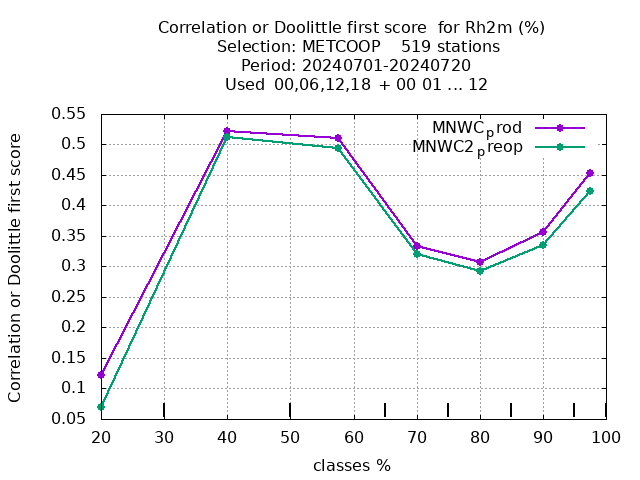 Correlation or Doolittle first score  for Rh2m (%)
Selection: METCOOP    519 stations
Period: 20240701-20240720
Used  00,06,12,18  + 00 01 ... 12
Correlation or Doolittle first score
0.55
0.5
0.45
0.4
0.35
0.3
0.25
0.2
0.15
0.1
0.05
MNWCprod
MNWC2preop
20 30 40 50 60 70 80 90 100
classes %